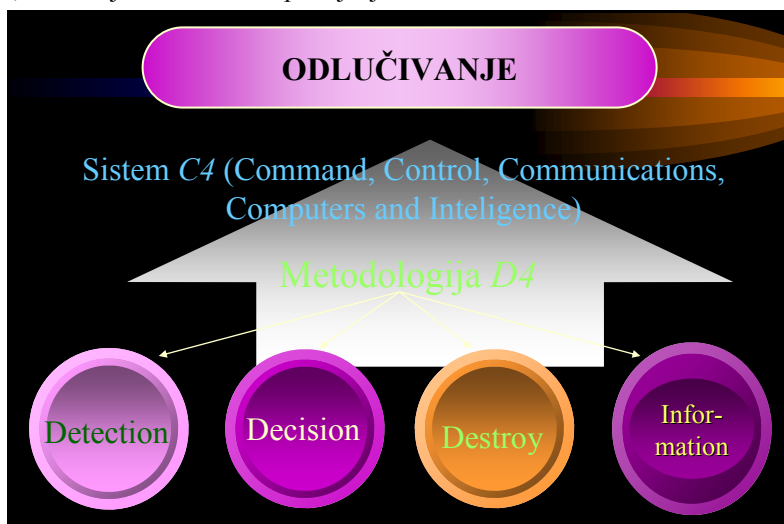 ODLUČIVANJE
Sistem C4 (Command, Control, Communications,
Computers and Inteligence)
Metodologija D4
Detection
Decision
Destroy
Infor-
mation